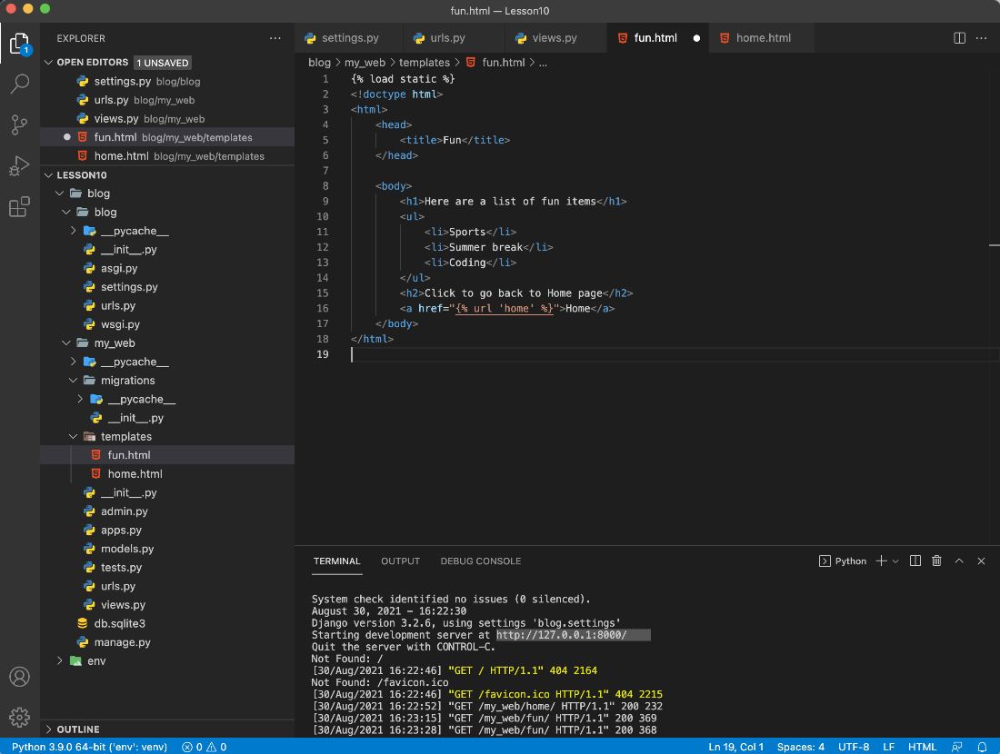 fun.html — Lesson10
EXPLORER
OPEN EDITORS 1 UNSAVED
settings.py blog/blog
urls.py blog/my_web
views.py blog/my_web
fun.html blog/my_web/templates
home.html blog/my_web/templates
LESSON10
blog
blog
__pycache__
__init__.py
asgi.py
settings.py
urls.py
wsgi.py
my_web
__pycache__
migrations
__pycache__
__init__.py
templates
fun.html
home.html
__init__.py
admin.py
apps.py
models.py
tests.py
urls.py
views.py
db.sqlite3
manage.py
env
OUTLINE
1
settings.py urls.py views.py fun.html home.html
blog > my_web > templates > fun.html > ...
1 {% load static %}
2 <!doctype html>
3 <html>
4 <head>
5 <title>Fun</title>
6 </head>
7
8 <body>
9 <h1>Here are a list of fun items</h1>
10 <ul>
11 <li>Sports</li>
12 <li>Summer break</li>
13 <li>Coding</li>
14 </ul>
15 <h2>Click to go back to Home page</h2>
16 <a href="{% url 'home' %}">Home</a>
17 </body>
18 </html>
19
TERMINAL OUTPUT DEBUG CONSOLE Python
System check identified no issues (0 silenced).
August 30, 2021 - 16:22:30
Django version 3.2.6, using settings 'blog.settings'
Starting development server at http://127.0.0.1:8000/
Quit the server with CONTROL-C.
Not Found: /
[30/Aug/2021 16:22:46] "GET / HTTP/1.1" 404 2164
Not Found: /favicon.ico
[30/Aug/2021 16:22:46] "GET /favicon.ico HTTP/1.1" 404 2215
[30/Aug/2021 16:22:52] "GET /my_web/home/ HTTP/1.1" 200 232
[30/Aug/2021 16:23:15] "GET /my_web/fun/ HTTP/1.1" 200 369
[30/Aug/2021 16:23:28] "GET /my_web/fun/ HTTP/1.1" 200 368
Python 3.9.0 64-bit ('env': venv) 0 0 Ln 19, Col 1 Spaces: 4 UTF-8 LF HTML